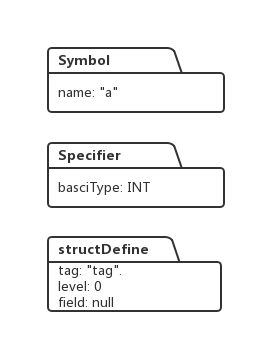 Symbol
name: "a"
Specifier
basciType: INT
structDefine
tag: "tag".
level: 0
field: null